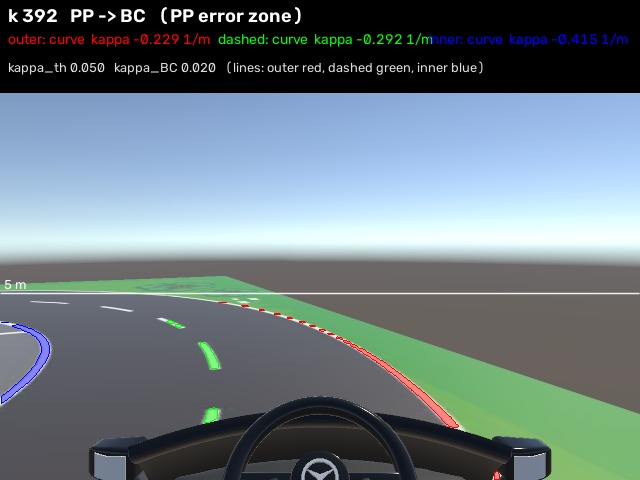 k 392 PP -> BC (PP error zone)
outer: curve kappa -0.229 1/m dashed: curve kappa -0.292 1/m inner: curve kappa -0.415 1/m
kappa_th 0.050 kappa_BC 0.020 (lines: outer red, dashed green, inner blue)
5 m